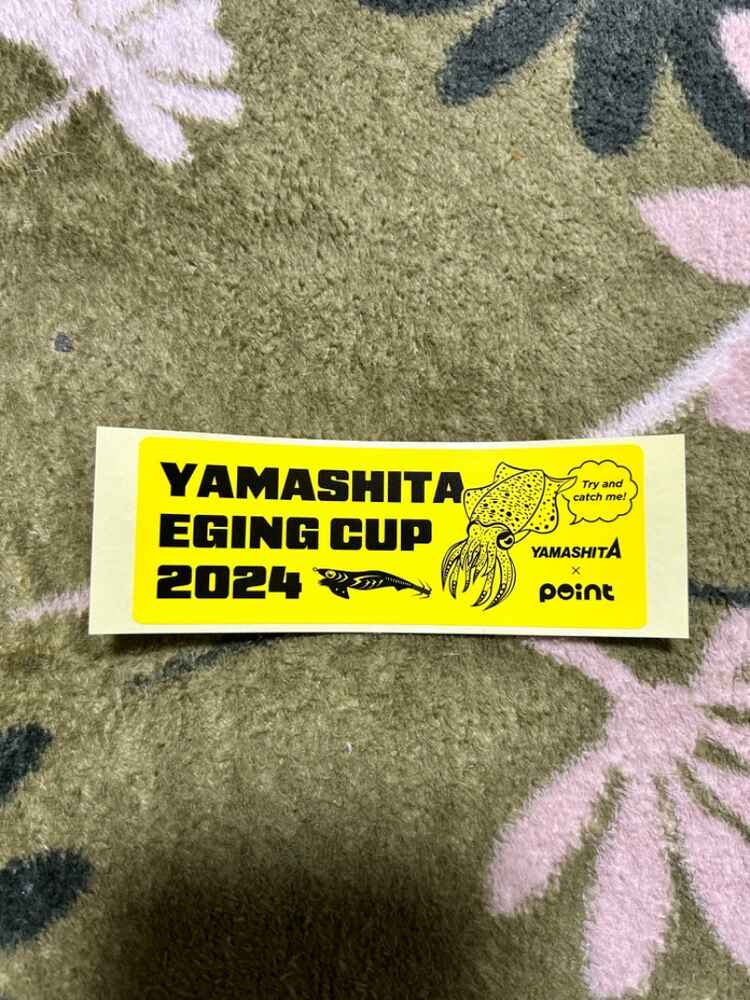 YAMASHITA
EGING CUP
2024
Try and
catch me!
YAMASHITA
×
point